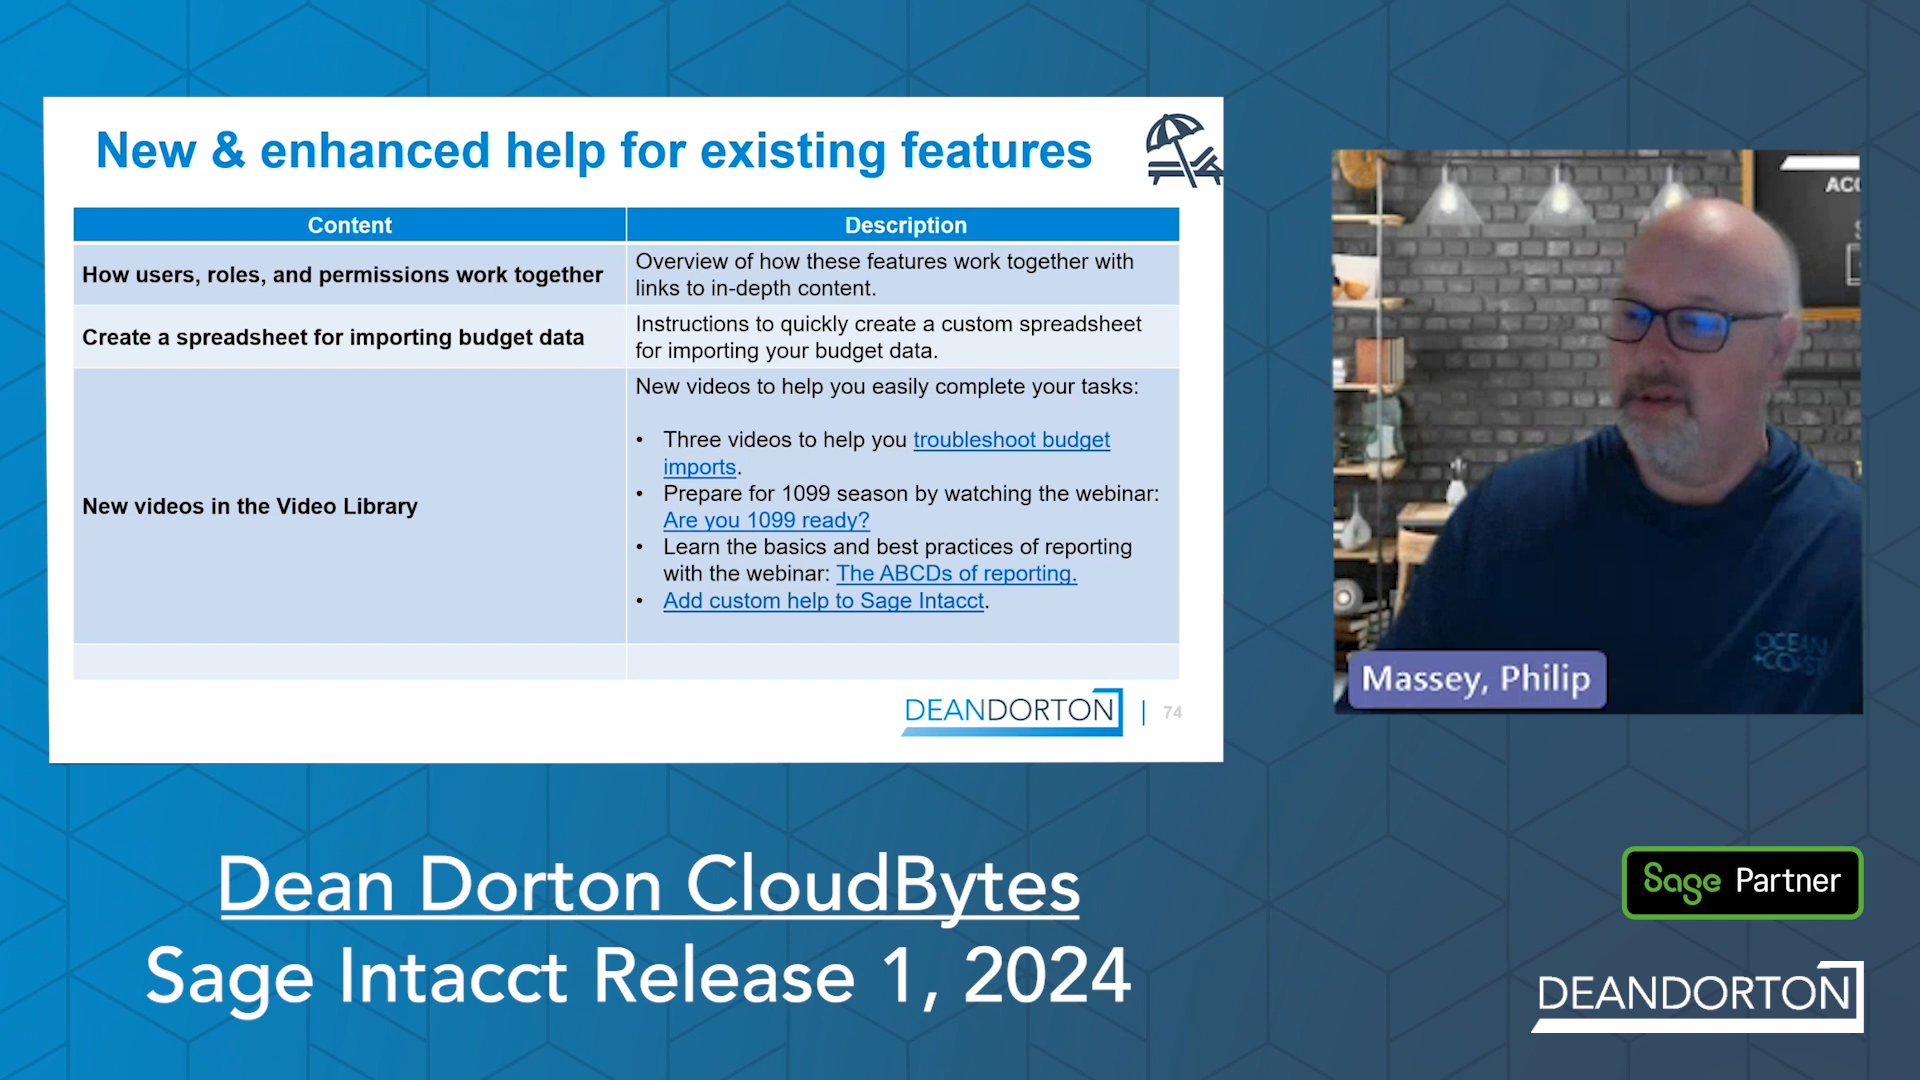 New & enhanced help for existing features
Content
Description
How users, roles, and permissions work together
Overview of how these features work together with
links to in-depth content.
Create a spreadsheet for importing budget data
Instructions to quickly create a custom spreadsheet
for importing your budget data.
New videos in the Video Library
New videos to help you easily complete your tasks:
• Three videos to help you troubleshoot budget
imports.
• Prepare for 1099 season by watching the webinar:
Are you 1099 ready?
• Learn the basics and best practices of reporting
with the webinar: The ABCDs of reporting.
• Add custom help to Sage Intacct.
DEANDORTON
74
OCEAN
+COAST
Massey, Philip
Dean Dorton CloudBytes
Sage Intacct Release 1, 2024
Sage Partner
DEANDORTON